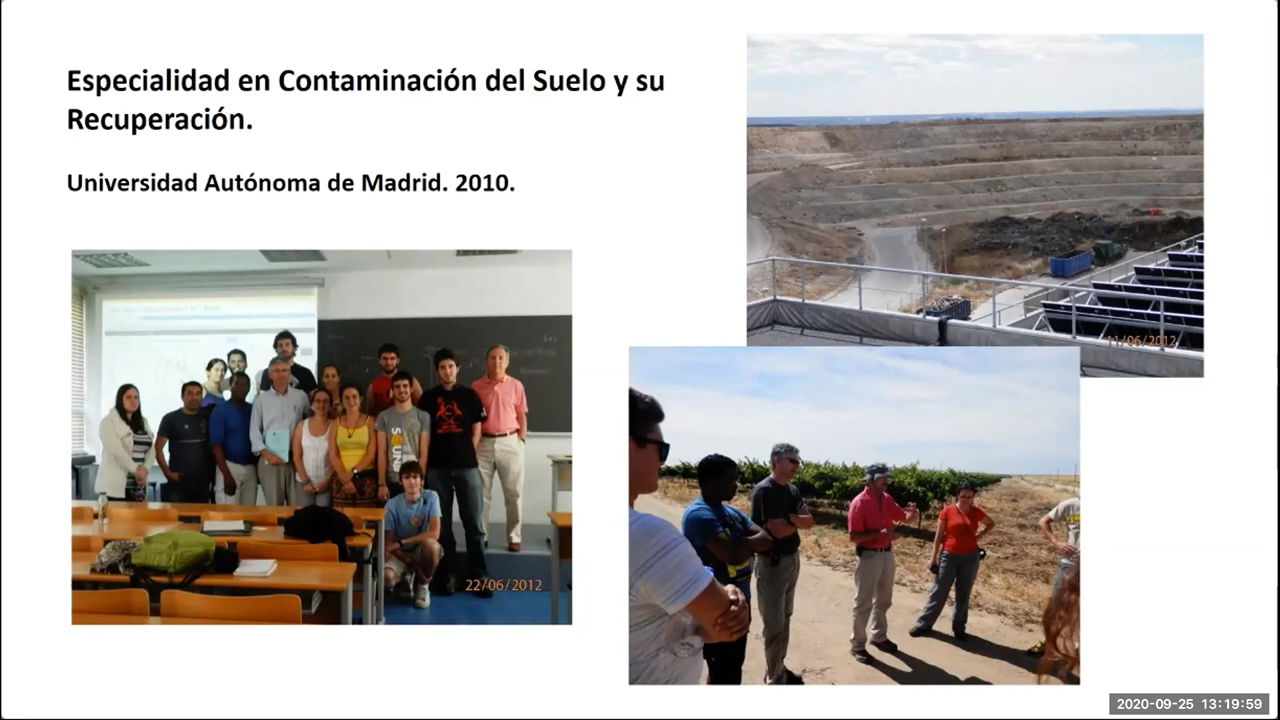 Especialidad en Contaminación del Suelo y su
Recuperación.
Universidad Autónoma de Madrid. 2010.
11/06/2012
22/06/2012
2020-09-25 13:19:59